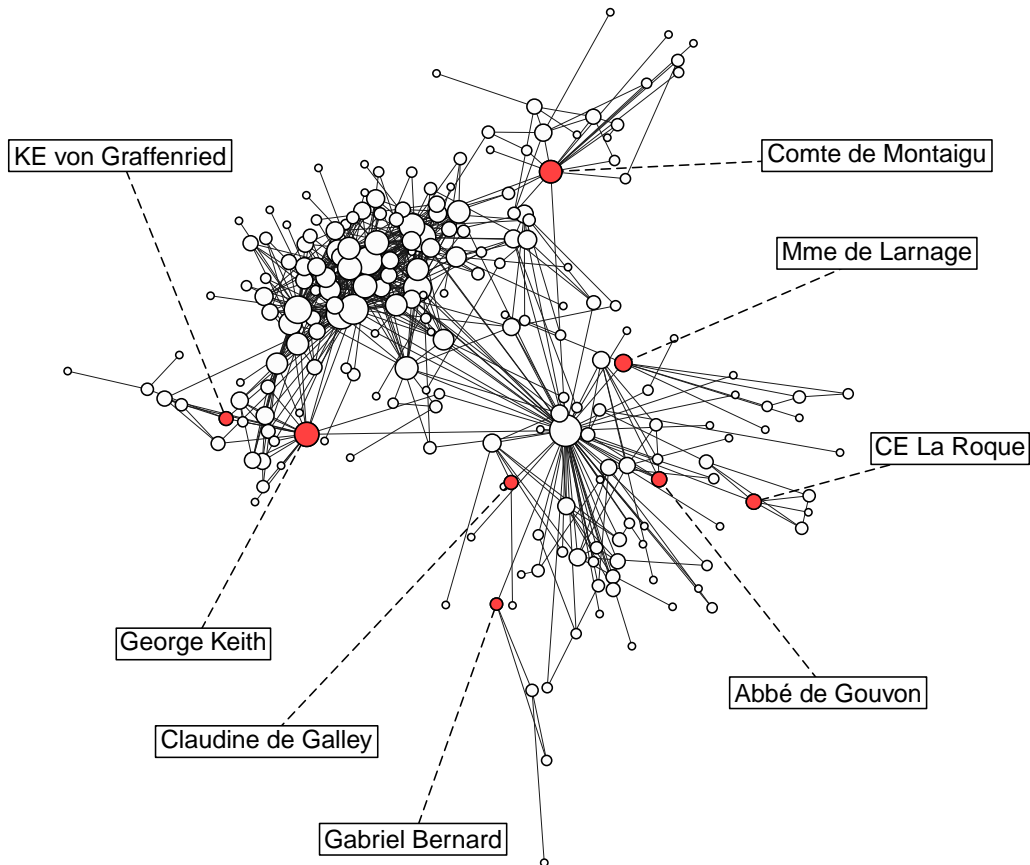 KE von Graffenried
Comte de Montaigu
Mme de Larnage
CE La Roque
George Keith
Abbé de Gouvon
Claudine de Galley
Gabriel Bernard